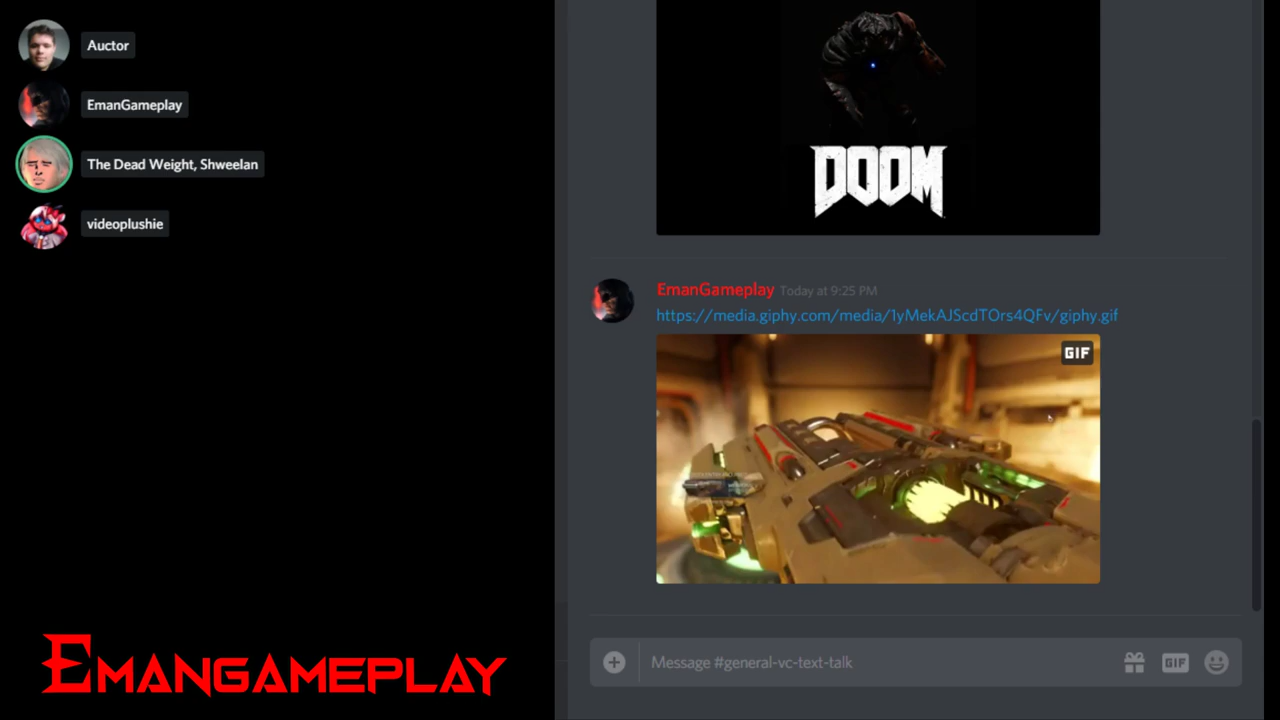 Auctor
EmanGameplay
The Dead Weight, Shweelan
videoplushie
EMANGAMEPLAY
DOOM
EmanGameplay Today at 9:25 PM
https://media.giphy.com/media/1yMekAJScdTOrs4QFv/giphy.gif
GIF
Message #general-vc-text-talk
GIF